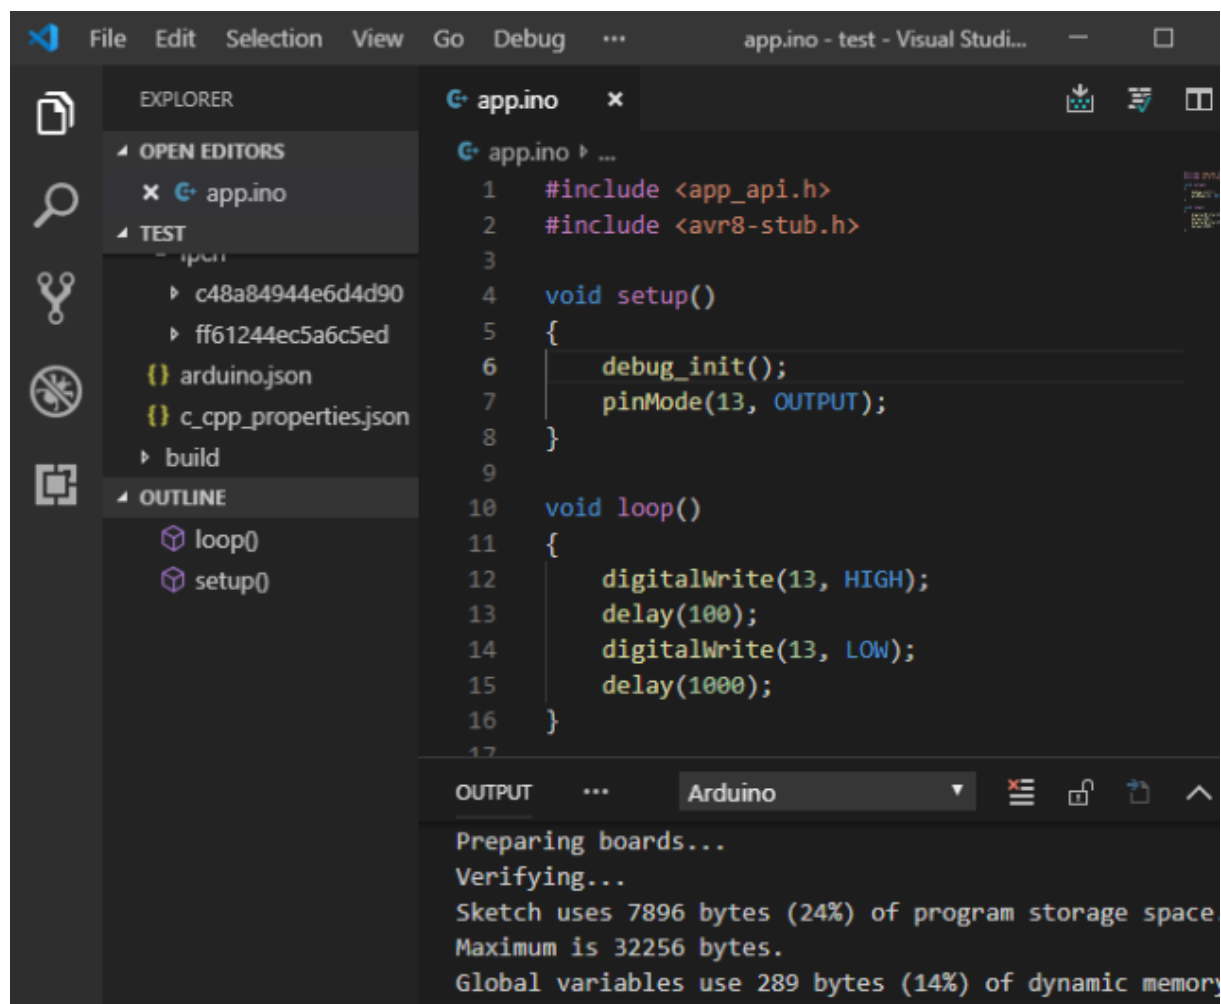 File Edit Selection View Go Debug ··· app.ino - test - Visual Studi...
EXPLORER
OPEN EDITORS
app.ino
TEST
ipch
c48a84944e6d4d90
ff61244ec5a6c5ed
{} arduino.json
{} c_cpp_properties.json
build
OUTLINE
loop()
setup()
app.ino
app.ino ...
1 #include <app_api.h>
2 #include <avr8-stub.h>
3
4 void setup()
5 {
6 debug_init();
7 pinMode(13, OUTPUT);
8 }
9
10 void loop()
11 {
12 digitalWrite(13, HIGH);
13 delay(100);
14 digitalWrite(13, LOW);
15 delay(1000);
16 }
17
OUTPUT ··· Arduino
Preparing boards...
Verifying...
Sketch uses 7896 bytes (24%) of program storage space.
Maximum is 32256 bytes.
Global variables use 289 bytes (14%) of dynamic memory